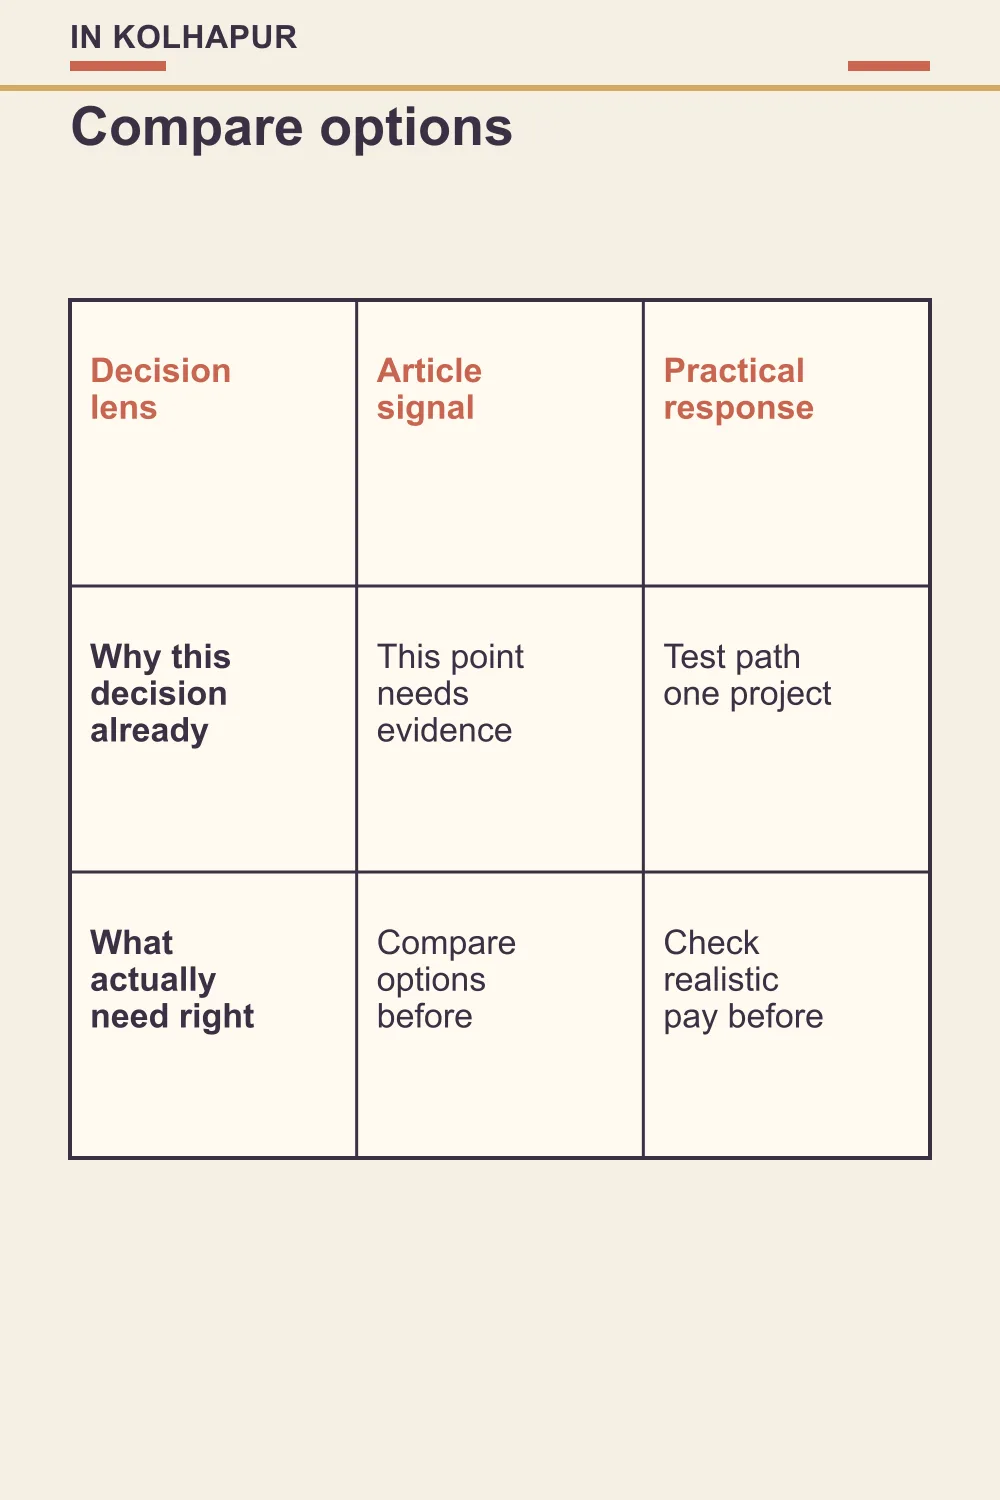 IN KOLHAPUR
Compare options
Decision
lens
Article
signal
Practical
response
Why this
decision
already
This point
needs
evidence
Test path
one project
What
actually
need right
Compare
options
before
Check
realistic
pay before